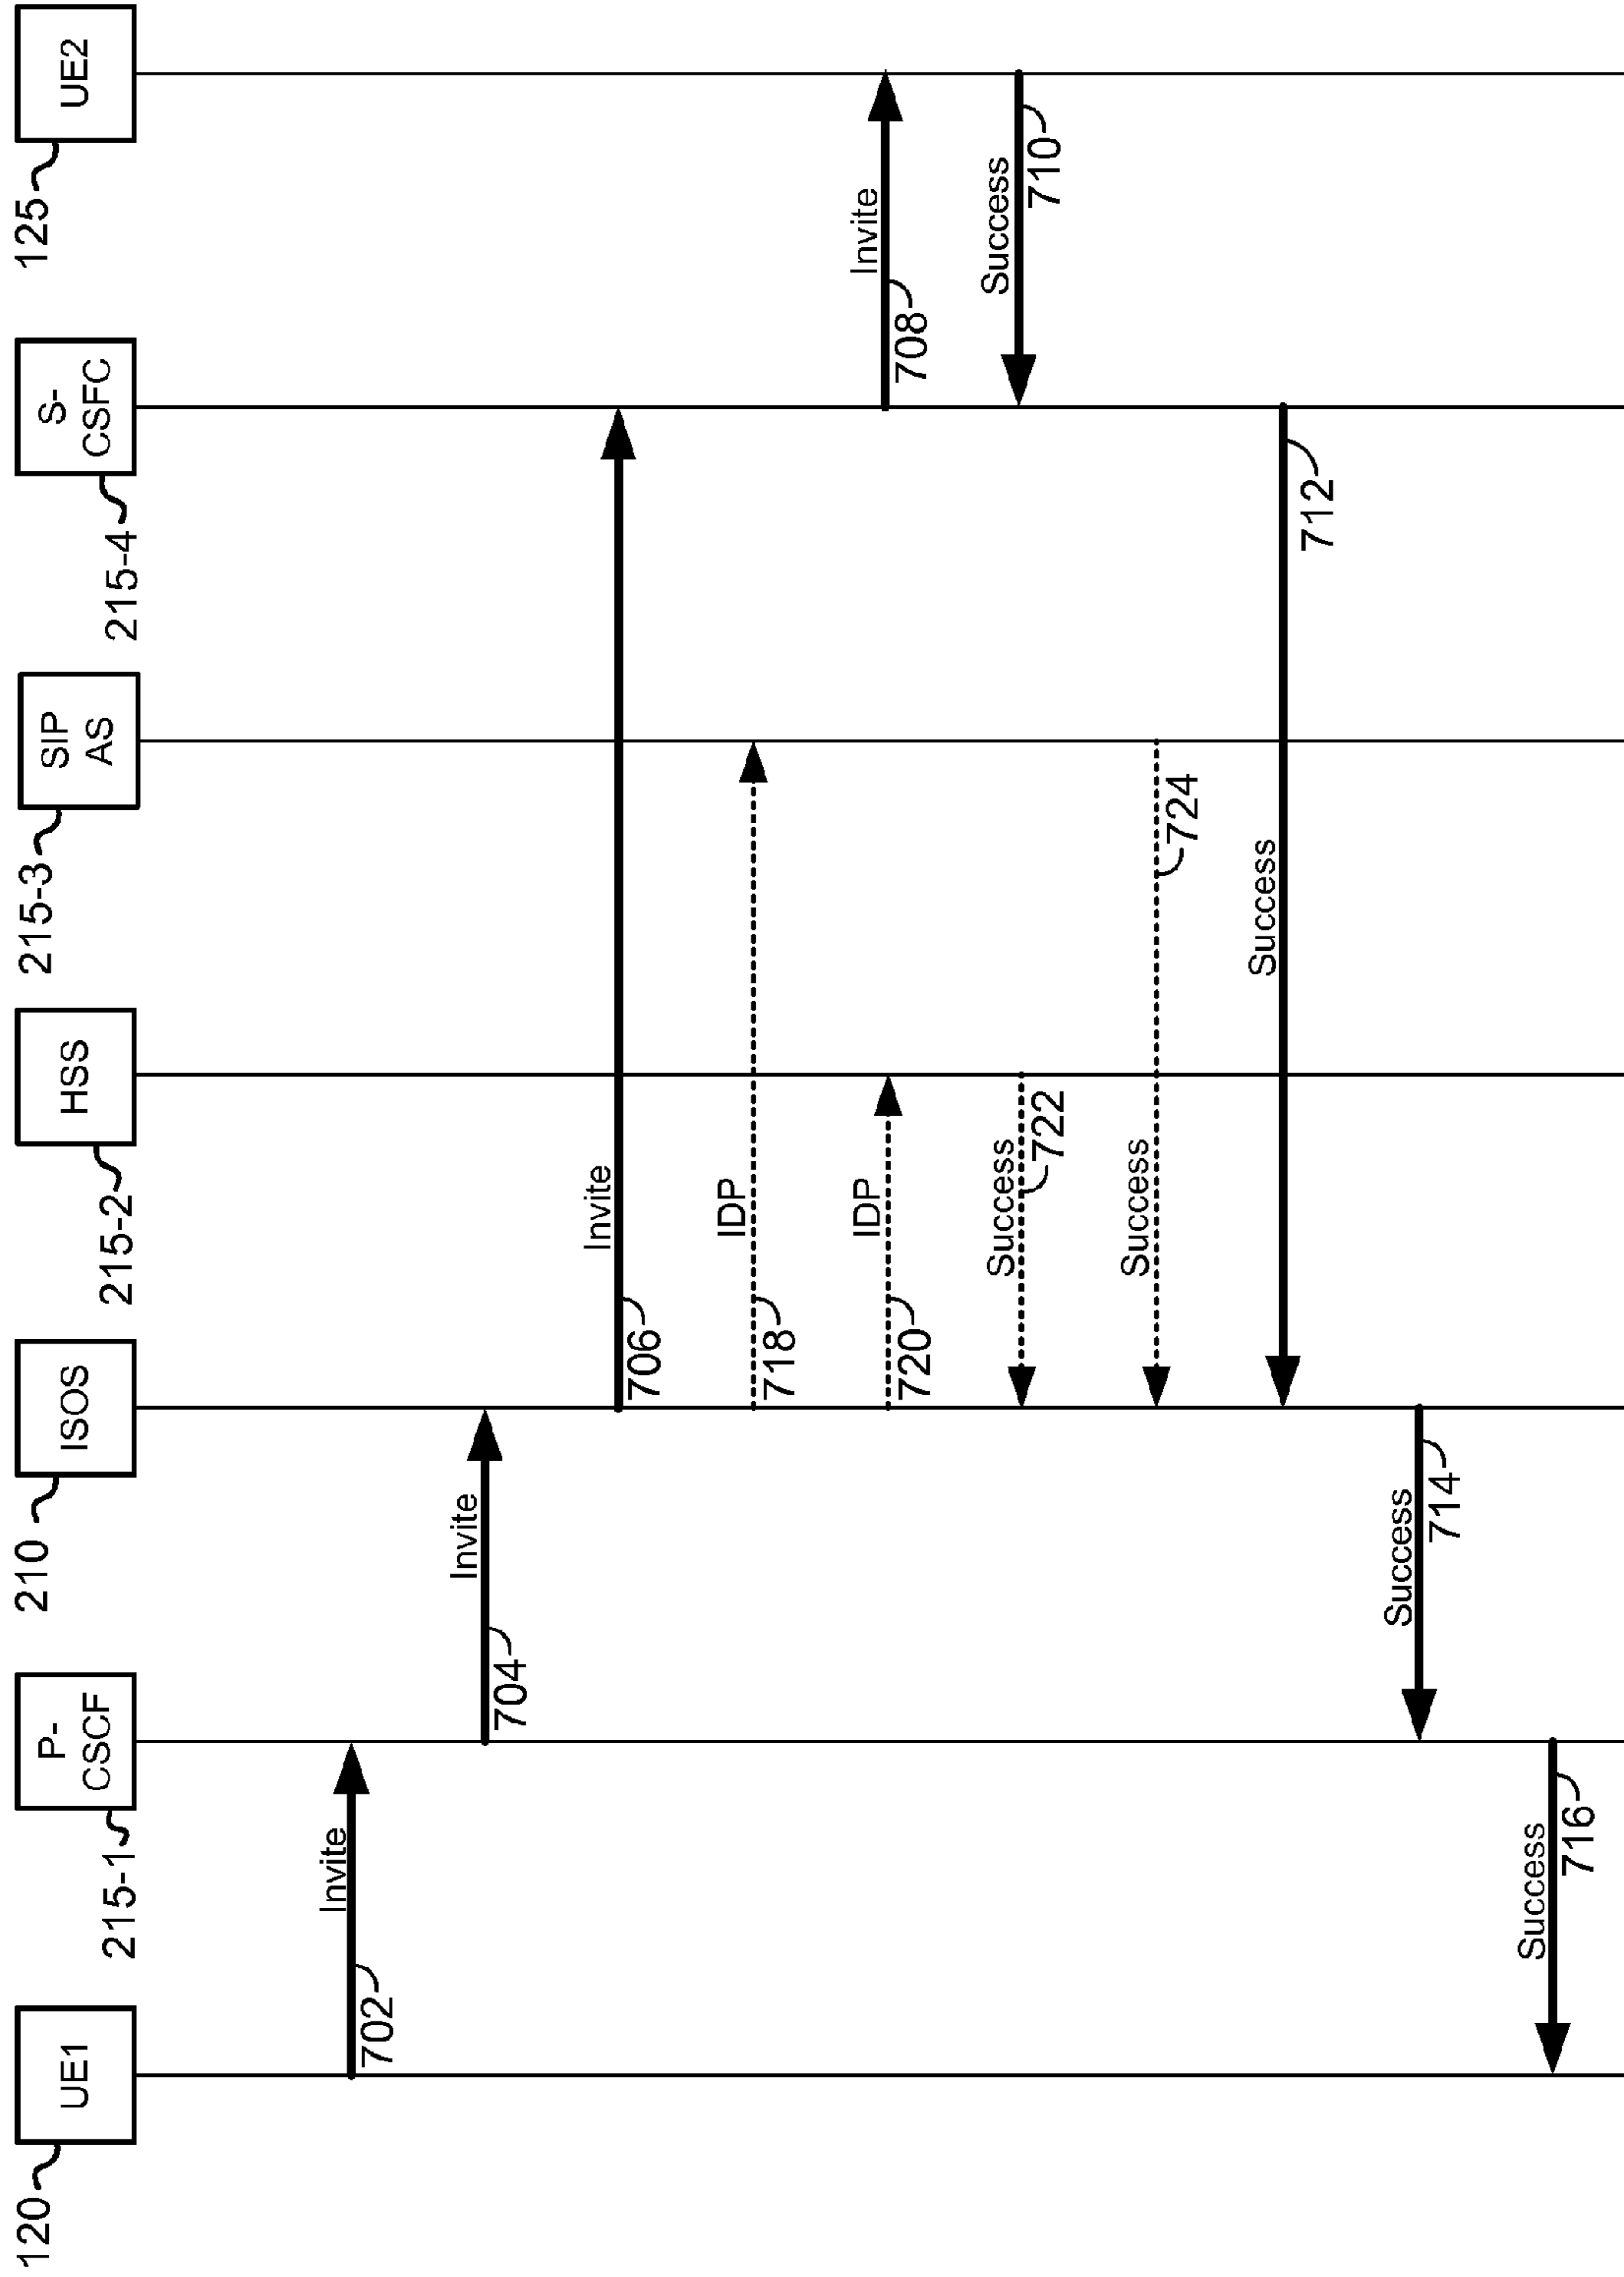 120
UE1
215-1
P-
CSCF
210
ISOS
215-2
HSS
215-3
SIP
AS
215-4
S-
CSFC
125
UE2
Invite
702
Invite
704
Invite
706
IDP
718
IDP
720
Invite
708
Success
722
Success
710
Success
724
Success
712
Success
714
Success
716